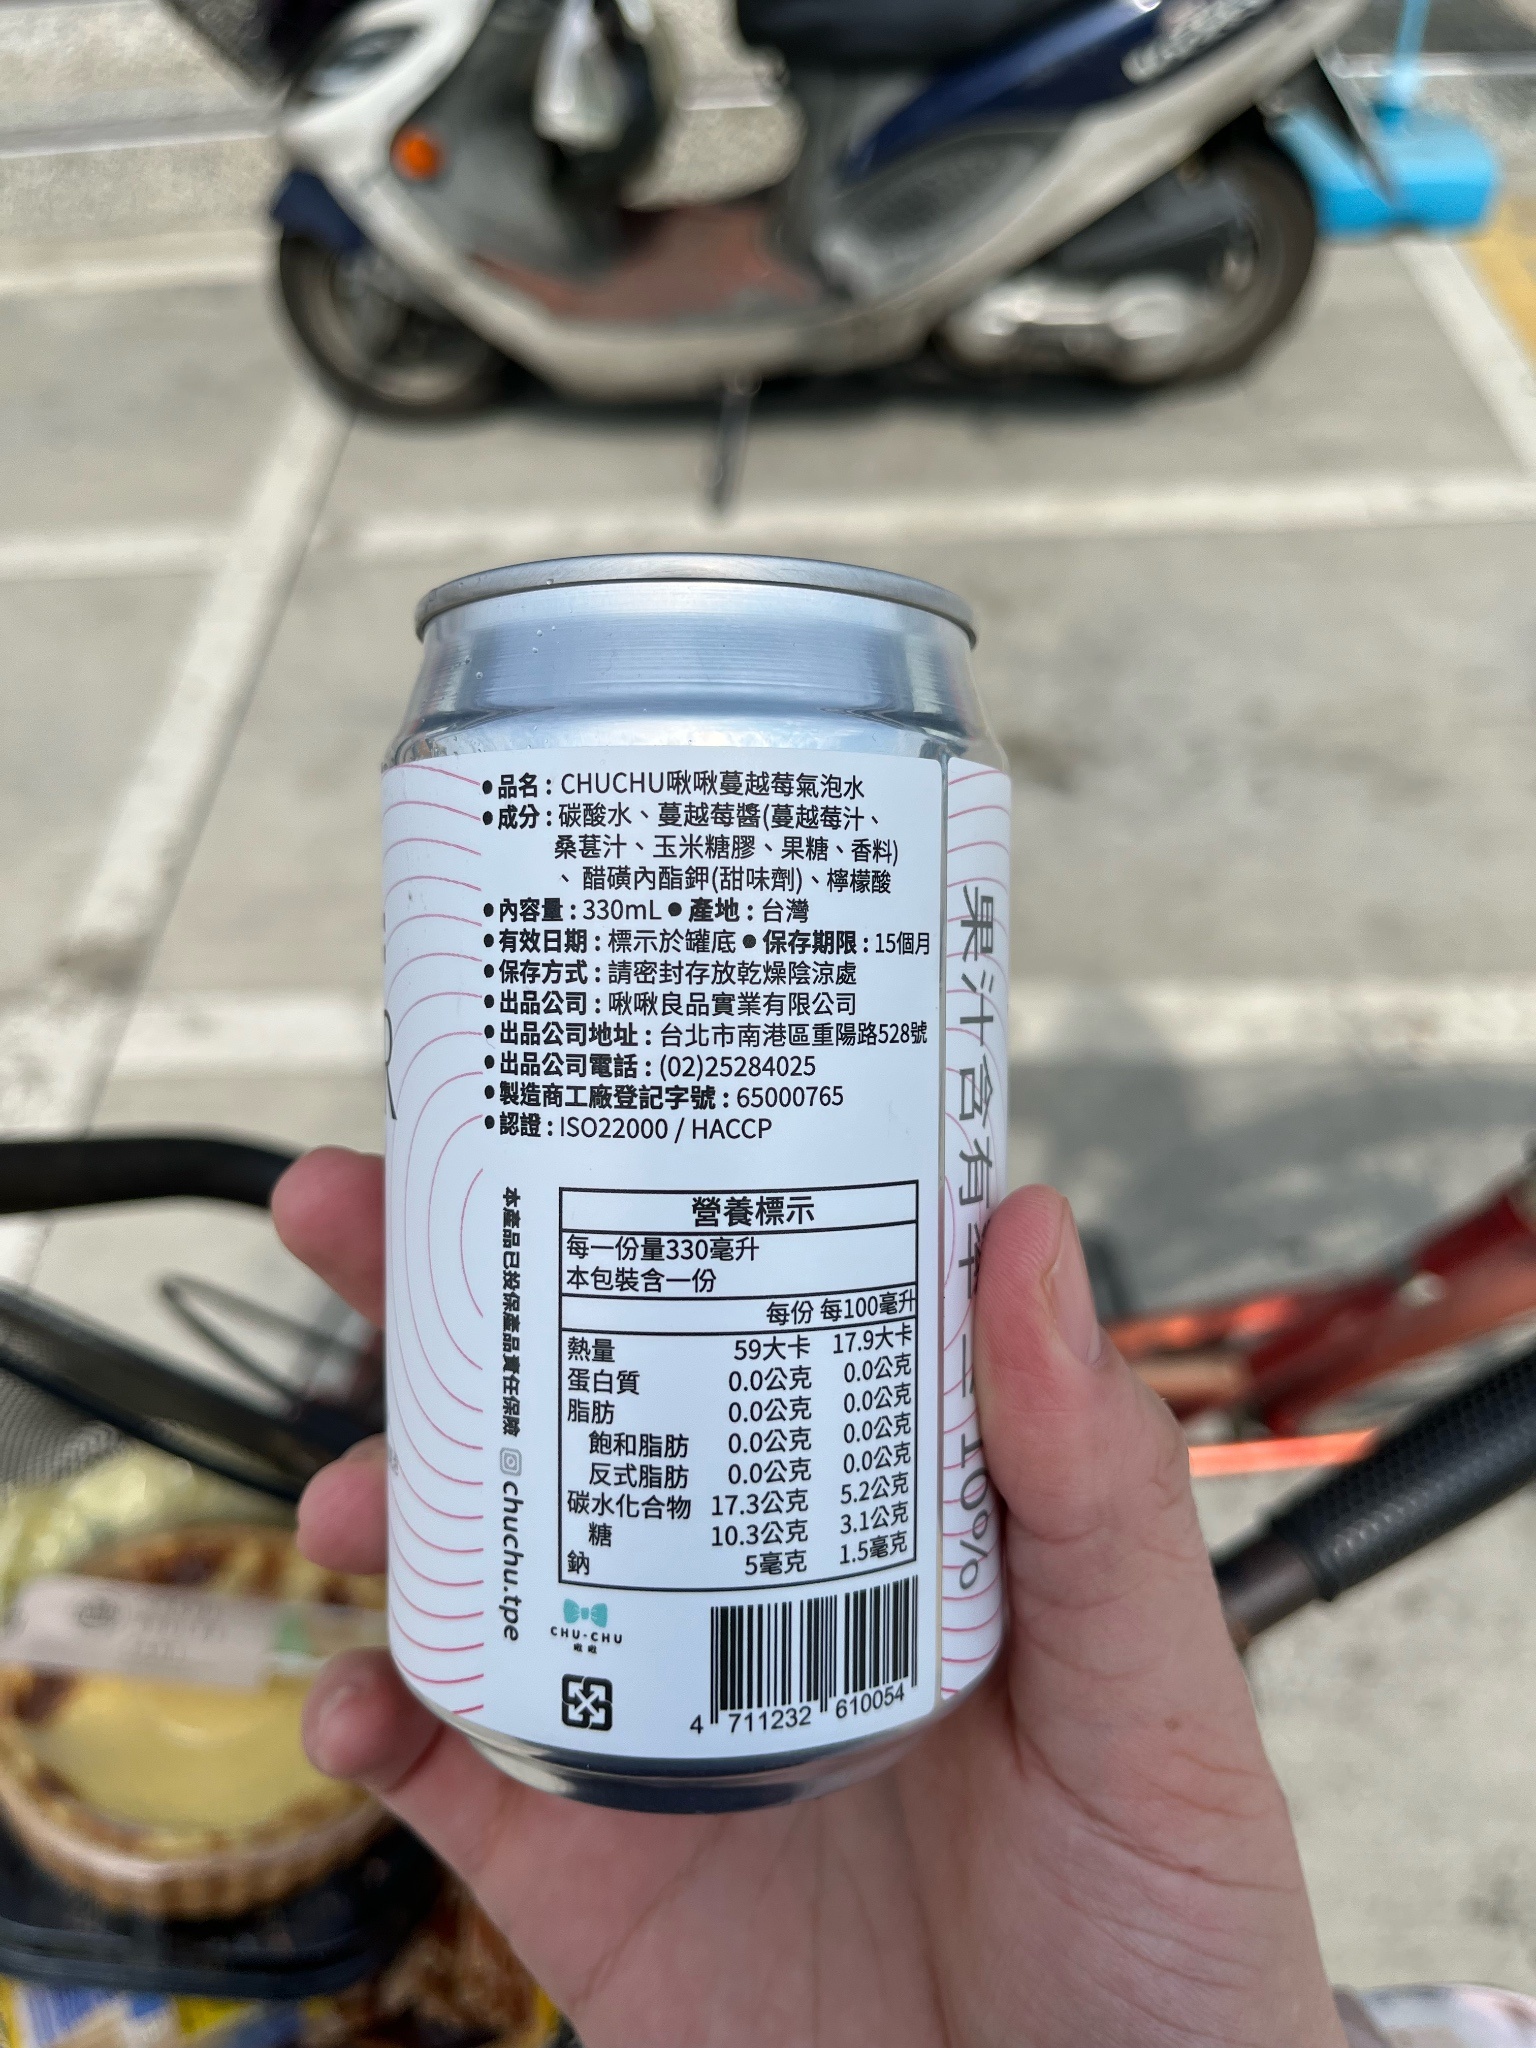 • 品名：CHUCHU啾啾蔓越莓氣泡水
• 成分：碳酸水、蔓越莓醬(蔓越莓汁、
桑葚汁、玉米糖膠、果糖、香料)
、醋磺內酯鉀(甜味劑)、檸檬酸
• 內容量：330mL • 產地：台灣
• 有效日期：標示於罐底 • 保存期限：15個月
• 保存方式：請密封存放乾燥陰涼處
• 出品公司：啾啾良品實業有限公司
• 出品公司地址：台北市南港區重陽路528號
• 出品公司電話：(02)25284025
• 製造商工廠登記字號：65000765
• 認證：ISO22000 / HACCP
本產品已投保產品責任保險
chuchu.tpe
營養標示
每一份量330毫升
本包裝含一份
每份 每100毫升
熱量 59大卡 17.9大卡
蛋白質 0.0公克 0.0公克
脂肪 0.0公克 0.0公克
飽和脂肪 0.0公克 0.0公克
反式脂肪 0.0公克 0.0公克
碳水化合物 17.3公克 5.2公克
糖 10.3公克 3.1公克
鈉 5毫克 1.5毫克
CHU-CHU
啾啾
4 711232 610054
果汁含有率 10%
R